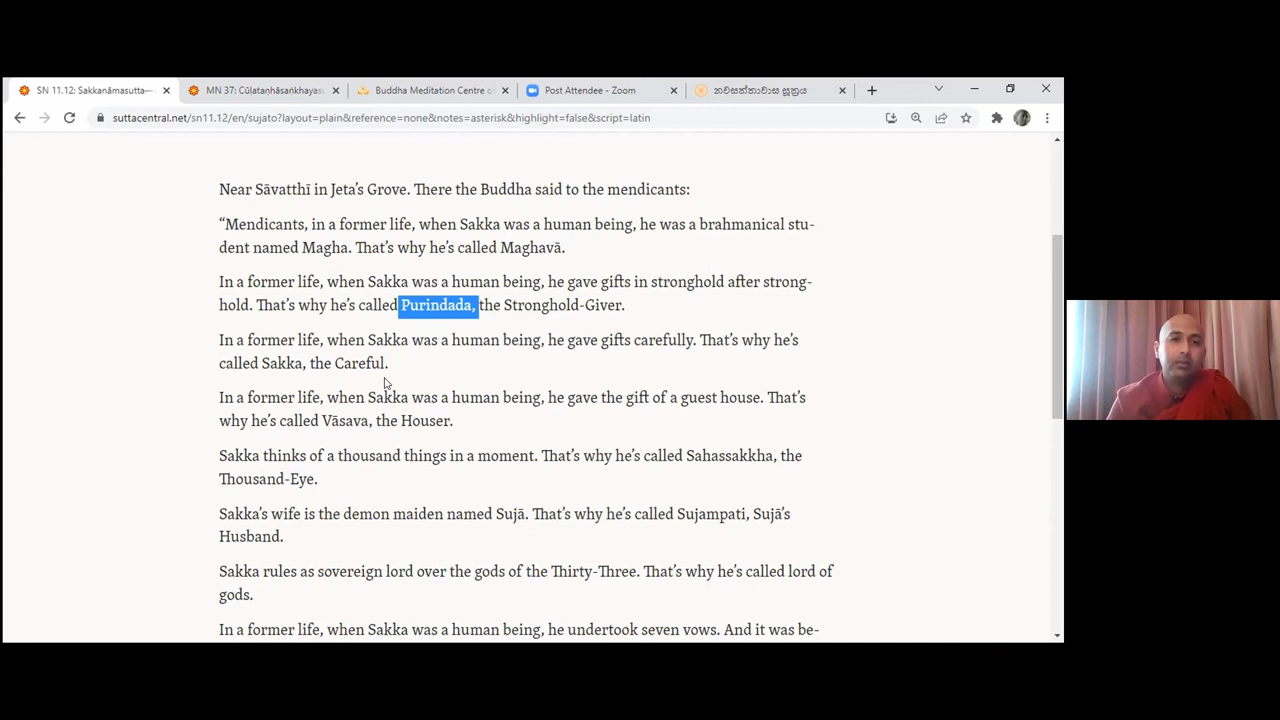 SN 11.12: Sakkanāmasutta—
MN 37: Cūḷataṇhāsaṅkhayasu
Buddha Meditation Centre o
Post Attendee - Zoom
නවසත්තාවාස සූත්‍රය
suttacentral.net/sn11.12/en/sujato?layout=plain&reference=none&notes=asterisk&highlight=false&script=latin
Near Sāvatthī in Jeta’s Grove. There the Buddha said to the mendicants:
“Mendicants, in a former life, when Sakka was a human being, he was a brahmanical stu-
dent named Magha. That’s why he’s called Maghavā.
In a former life, when Sakka was a human being, he gave gifts in stronghold after strong-
hold. That’s why he’s called Purindada, the Stronghold-Giver.
In a former life, when Sakka was a human being, he gave gifts carefully. That’s why he’s
called Sakka, the Careful.
In a former life, when Sakka was a human being, he gave the gift of a guest house. That’s
why he’s called Vāsava, the Houser.
Sakka thinks of a thousand things in a moment. That’s why he’s called Sahassakkha, the
Thousand-Eye.
Sakka’s wife is the demon maiden named Sujā. That’s why he’s called Sujampati, Sujā’s
Husband.
Sakka rules as sovereign lord over the gods of the Thirty-Three. That’s why he’s called lord of
gods.
In a former life, when Sakka was a human being, he undertook seven vows. And it was be-